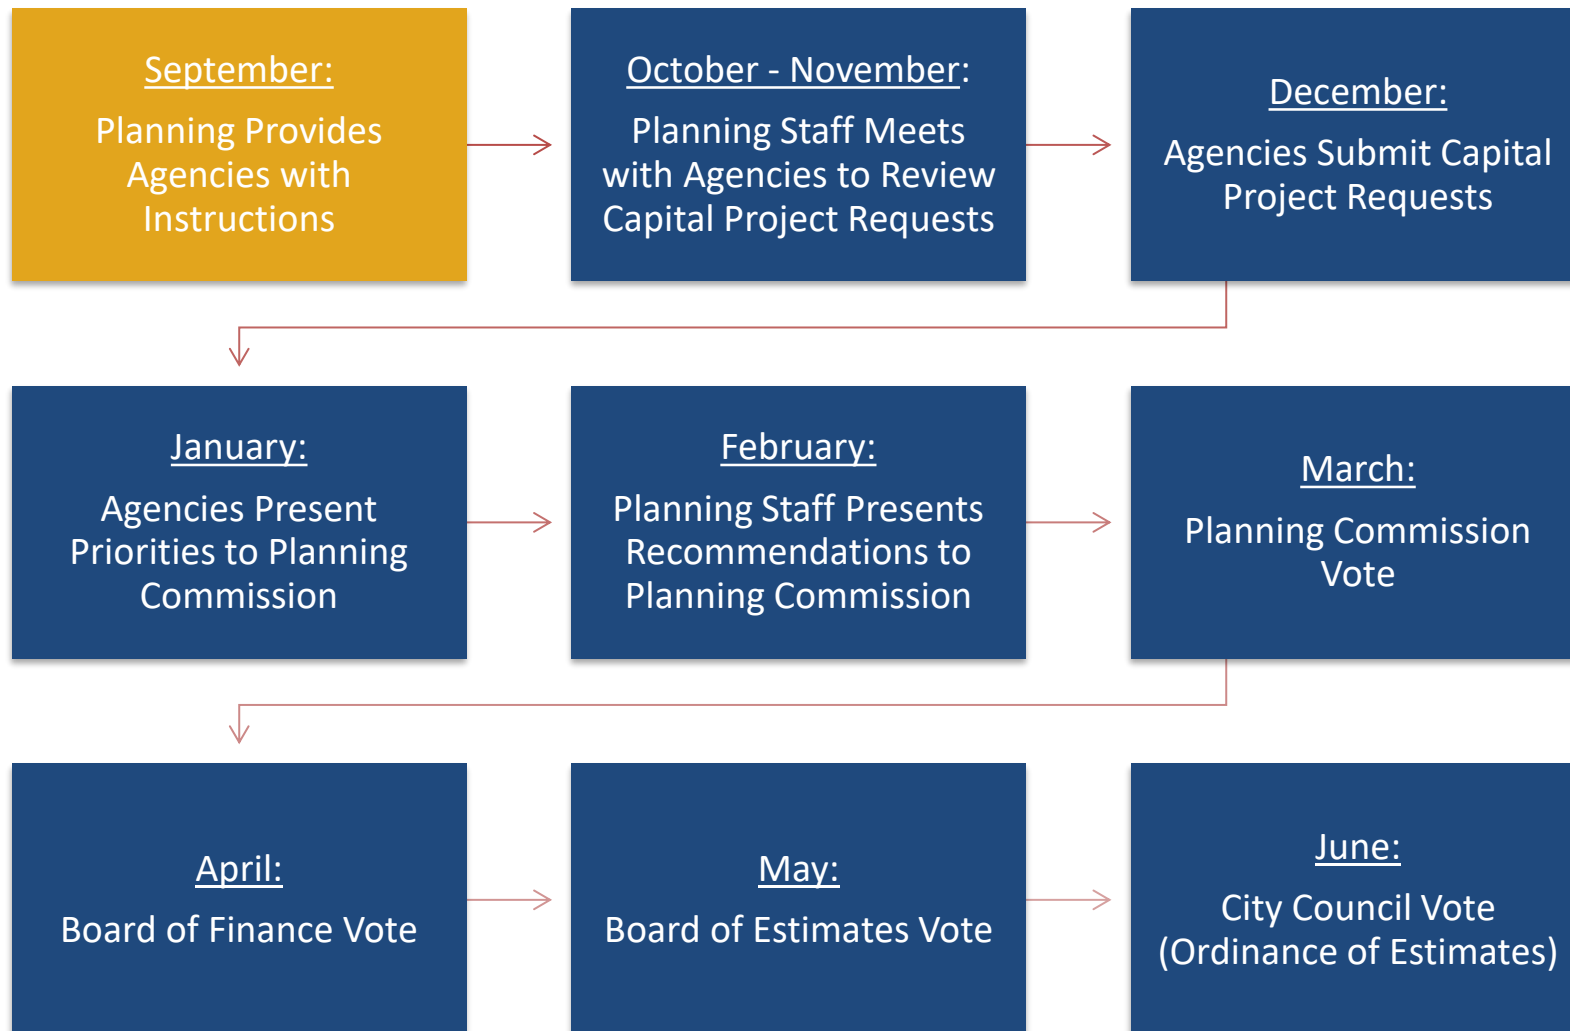 September:
Planning Provides
Agencies with
Instructions
October - November:
Planning Staff Meets
with Agencies to Review
Capital Project Requests
December:
Agencies Submit Capital
Project Requests
January:
Agencies Present
Priorities to Planning
Commission
February:
Planning Staff Presents
Recommendations to
Planning Commission
March:
Planning Commission
Vote
April:
Board of Finance Vote
May:
Board of Estimates Vote
June:
City Council Vote
(Ordinance of Estimates)